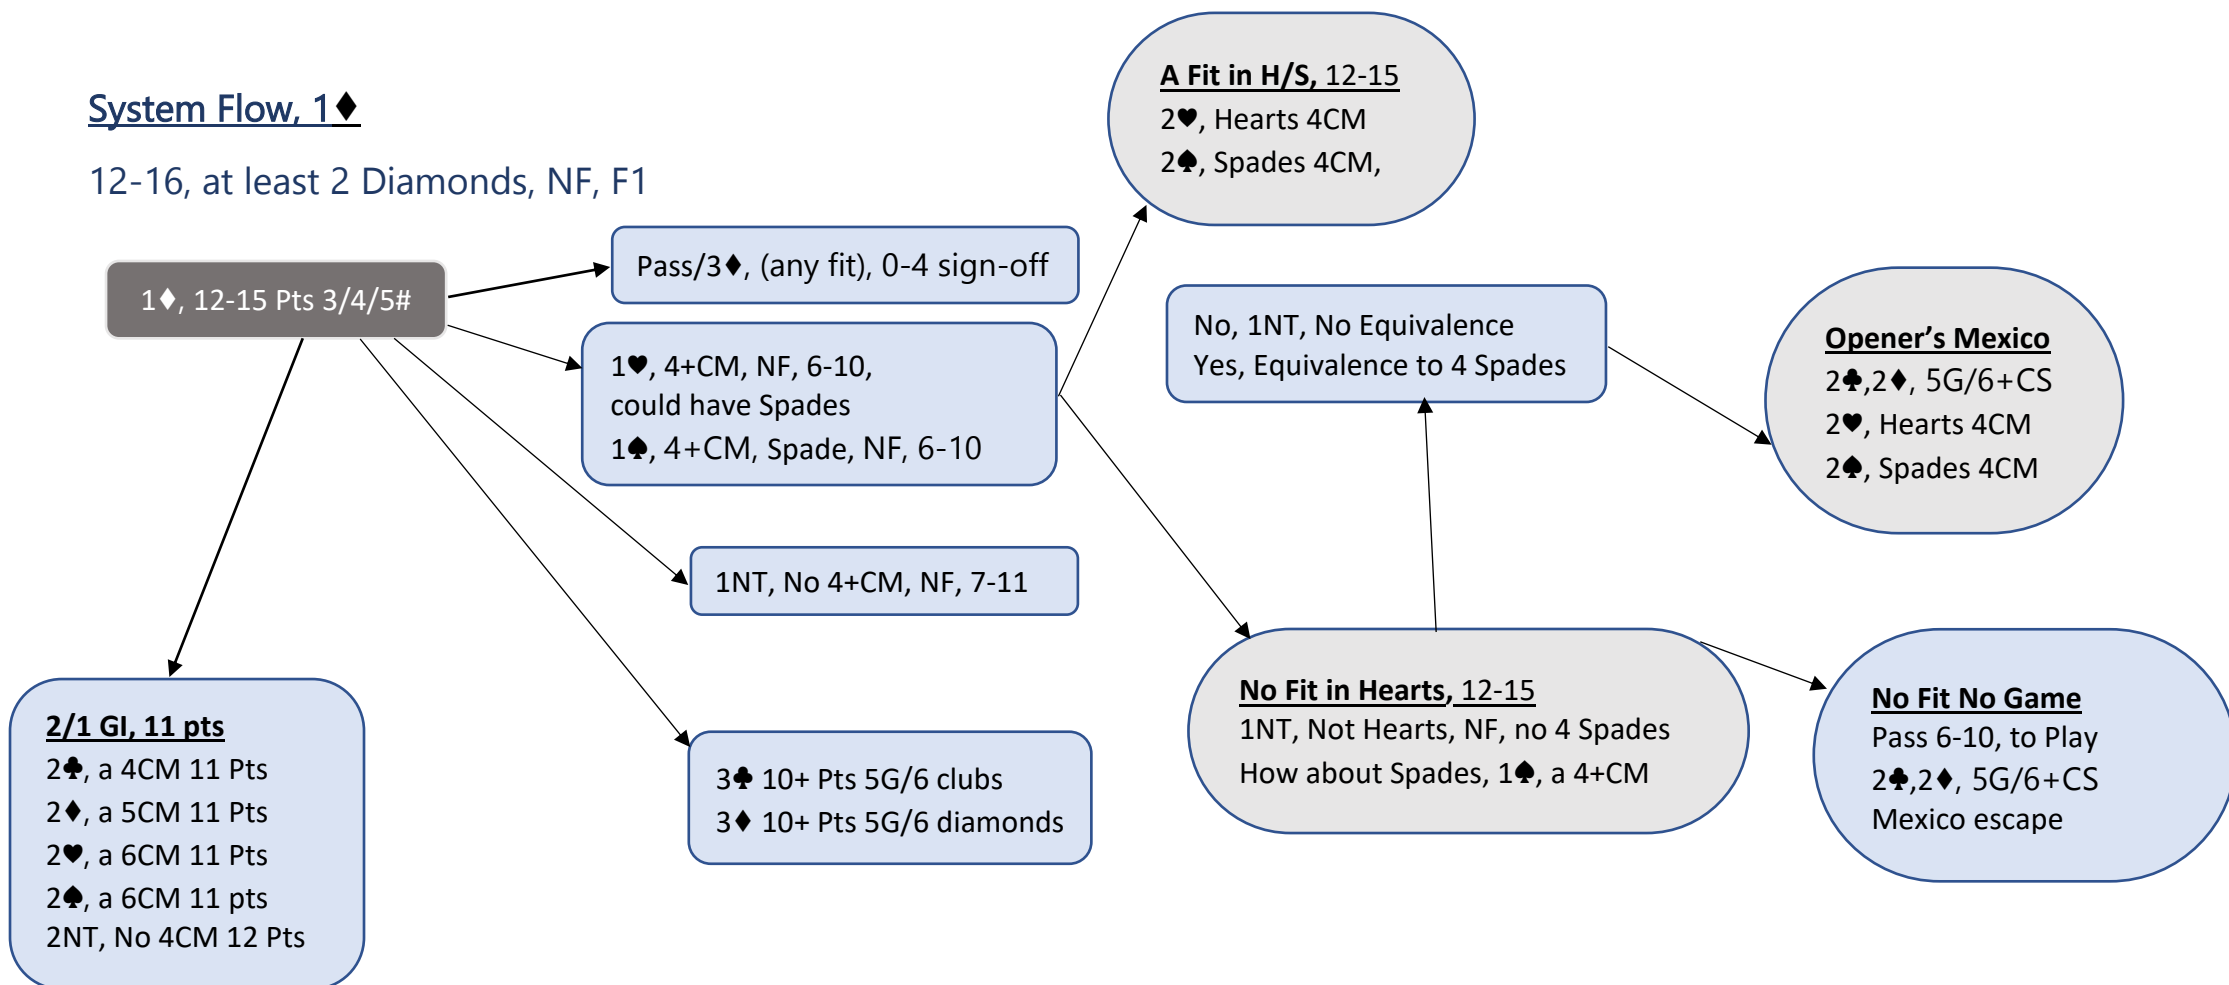 System Flow, 1♦
12-16, at least 2 Diamonds, NF, F1
1♦, 12-15 Pts 3/4/5#
Pass/3♦, (any fit), 0-4 sign-off
1♥, 4+CM, NF, 6-10,
could have Spades
1♠, 4+CM, Spade, NF, 6-10
1NT, No 4+CM, NF, 7-11
3♣ 10+ Pts 5G/6 clubs
3♦ 10+ Pts 5G/6 diamonds
2/1 GI, 11 pts
2♣, a 4CM 11 Pts
2♦, a 5CM 11 Pts
2♥, a 6CM 11 Pts
2♠, a 6CM 11 pts
2NT, No 4CM 12 Pts
A Fit in H/S, 12-15
2♥, Hearts 4CM
2♠, Spades 4CM,
No, 1NT, No Equivalence
Yes, Equivalence to 4 Spades
Opener’s Mexico
2♣,2♦, 5G/6+CS
2♥, Hearts 4CM
2♠, Spades 4CM
No Fit in Hearts, 12-15
1NT, Not Hearts, NF, no 4 Spades
How about Spades, 1♠, a 4+CM
No Fit No Game
Pass 6-10, to Play
2♣,2♦, 5G/6+CS
Mexico escape